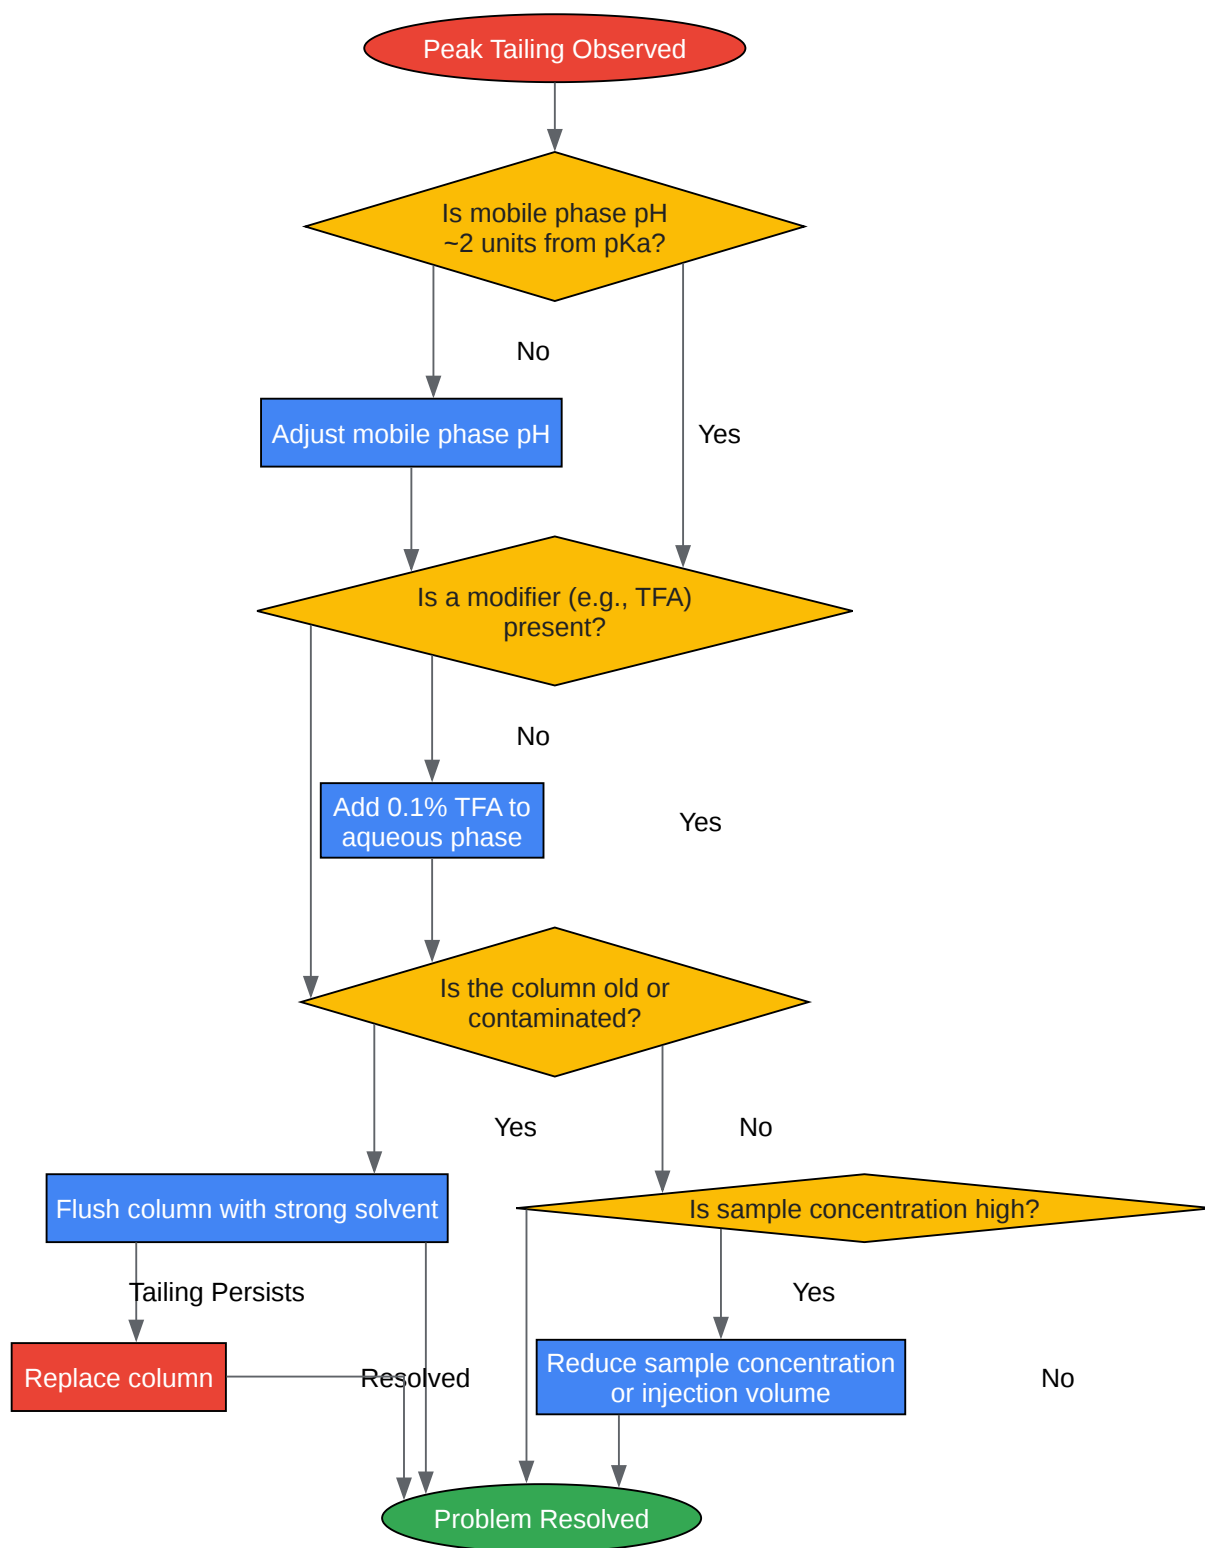 Peak Tailing Observed
Is mobile phase pH
~2 units from pKa?
No
Adjust mobile phase pH
Yes
Is a modifier (e.g., TFA)
present?
No
Add 0.1% TFA to
aqueous phase
Yes
Is the column old or
contaminated?
Yes
No
Flush column with strong solvent
Is sample concentration high?
Tailing Persists
Yes
Replace column
Resolved
Reduce sample concentration
or injection volume
No
Problem Resolved